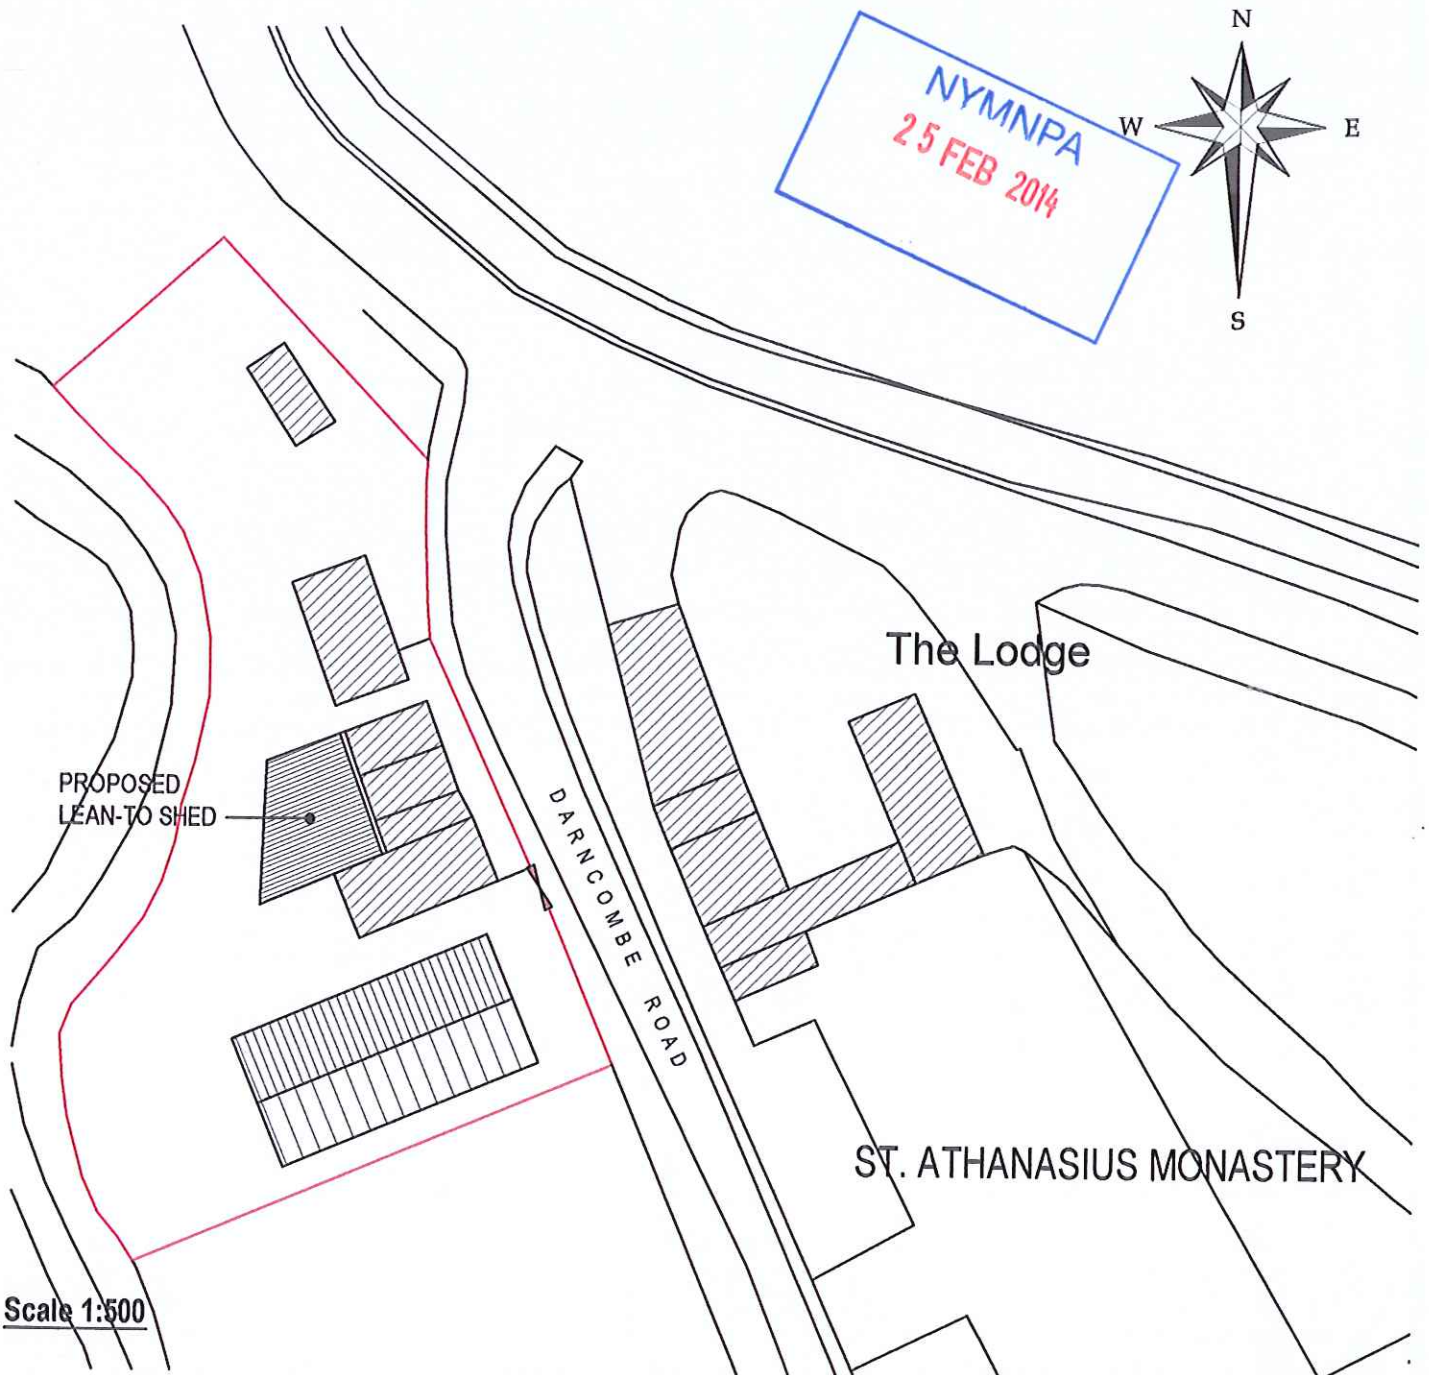 N
NYMNPA
W
E
25 FEB 2014
S
The Lodge
PROPOSED
LEAN-TO SHED
DARNCOMBE ROAD
ST. ATHANASIUS MONASTERY
Scale 1:500